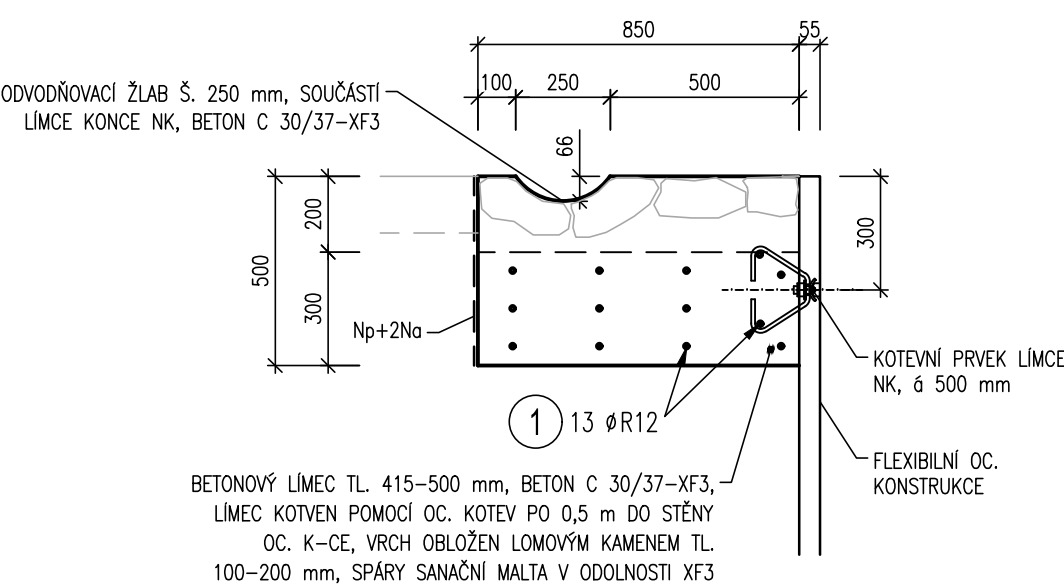 850
55
100
250
500
ODVODŇOVACÍ ŽLAB Š. 250 mm, SOUČÁSTÍ
LÍMCE KONCE NK, BETON C 30/37-XF3
66
200
300
500
300
Np+2Na
KOTEVNÍ PRVEK LÍMCE
NK, á 500 mm
1 13 øR12
FLEXIBILNÍ OC.
KONSTRUKCE
BETONOVÝ LÍMEC TL. 415-500 mm, BETON C 30/37-XF3,
LÍMEC KOTVEN POMOCÍ OC. KOTEV PO 0,5 m DO STĚNY
OC. K-CE, VRCH OBLOŽEN LOMOVÝM KAMENEM TL.
100-200 mm, SPÁRY SANAČNÍ MALTA V ODOLNOSTI XF3